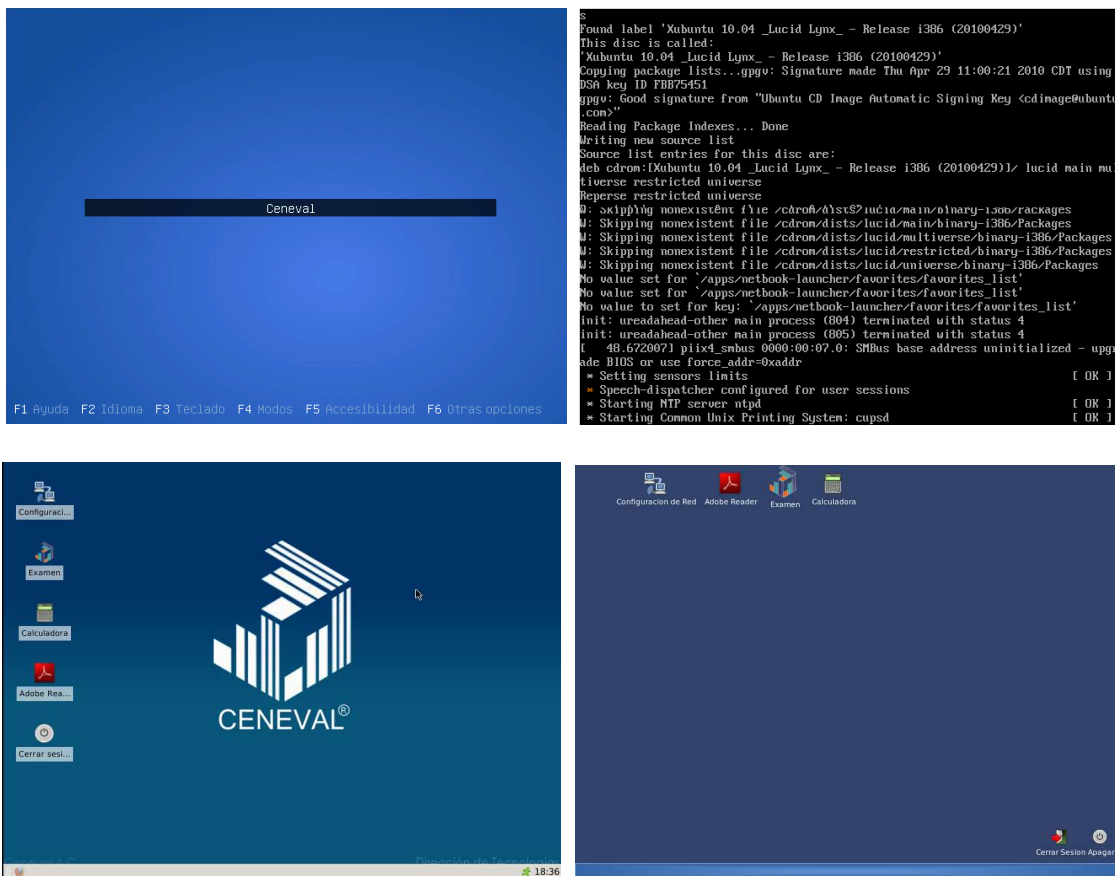 Ceneval
F1 Ayuda F2 Idioma F3 Teclado F4 Modos F5 Accesibilidad F6 Otras opciones
s
Found label 'Xubuntu 10.04 _Lucid Lynx_ - Release i386 (20100429)'
This disc is called:
'Xubuntu 10.04 _Lucid Lynx_ - Release i386 (20100429)'
Copying package lists...gpgv: Signature made Thu Apr 29 11:00:21 2010 CDT using
DSA key ID FBB75451
gpgv: Good signature from "Ubuntu CD Image Automatic Signing Key <cdimage@ubuntu
.com>"
Reading Package Indexes... Done
Writing new source list
Source list entries for this disc are:
deb cdrom:[Xubuntu 10.04 _Lucid Lynx_ - Release i386 (20100429)]/ lucid main mul
tiverse restricted universe
Reperse restricted universe
W: Skipping nonexistent file
W: Skipping nonexistent file /cdrom/dists/lucid/main/binary-i386/Packages
W: Skipping nonexistent file /cdrom/dists/lucid/multiverse/binary-i386/Packages
W: Skipping nonexistent file /cdrom/dists/lucid/restricted/binary-i386/Packages
W: Skipping nonexistent file /cdrom/dists/lucid/universe/binary-i386/Packages
No value set for `/apps/netbook-launcher/favorites/favorites_list'
No value set for `/apps/netbook-launcher/favorites/favorites_list'
No value to set for key: `/apps/netbook-launcher/favorites/favorites_list'
init: ureadahead-other main process (804) terminated with status 4
init: ureadahead-other main process (805) terminated with status 4
[ 48.672007] piix4_smbus 0000:00:07.0: SMBus base address uninitialized - upgr
ade BIOS or use force_addr=0xaddr
* Setting sensors limits [ OK ]
* Speech-dispatcher configured for user sessions
* Starting NTP server ntpd [ OK ]
* Starting Common Unix Printing System: cupsd [ OK ]
Configuraci...
Examen
Calculadora
Adobe Rea...
Cerrar sesi...
CENEVAL®
Ceneval A.C.
Dirección de Tecnologías
18:36
Configuracion de Red Adobe Reader Examen Calculadora
Cerrar Sesion Apagar